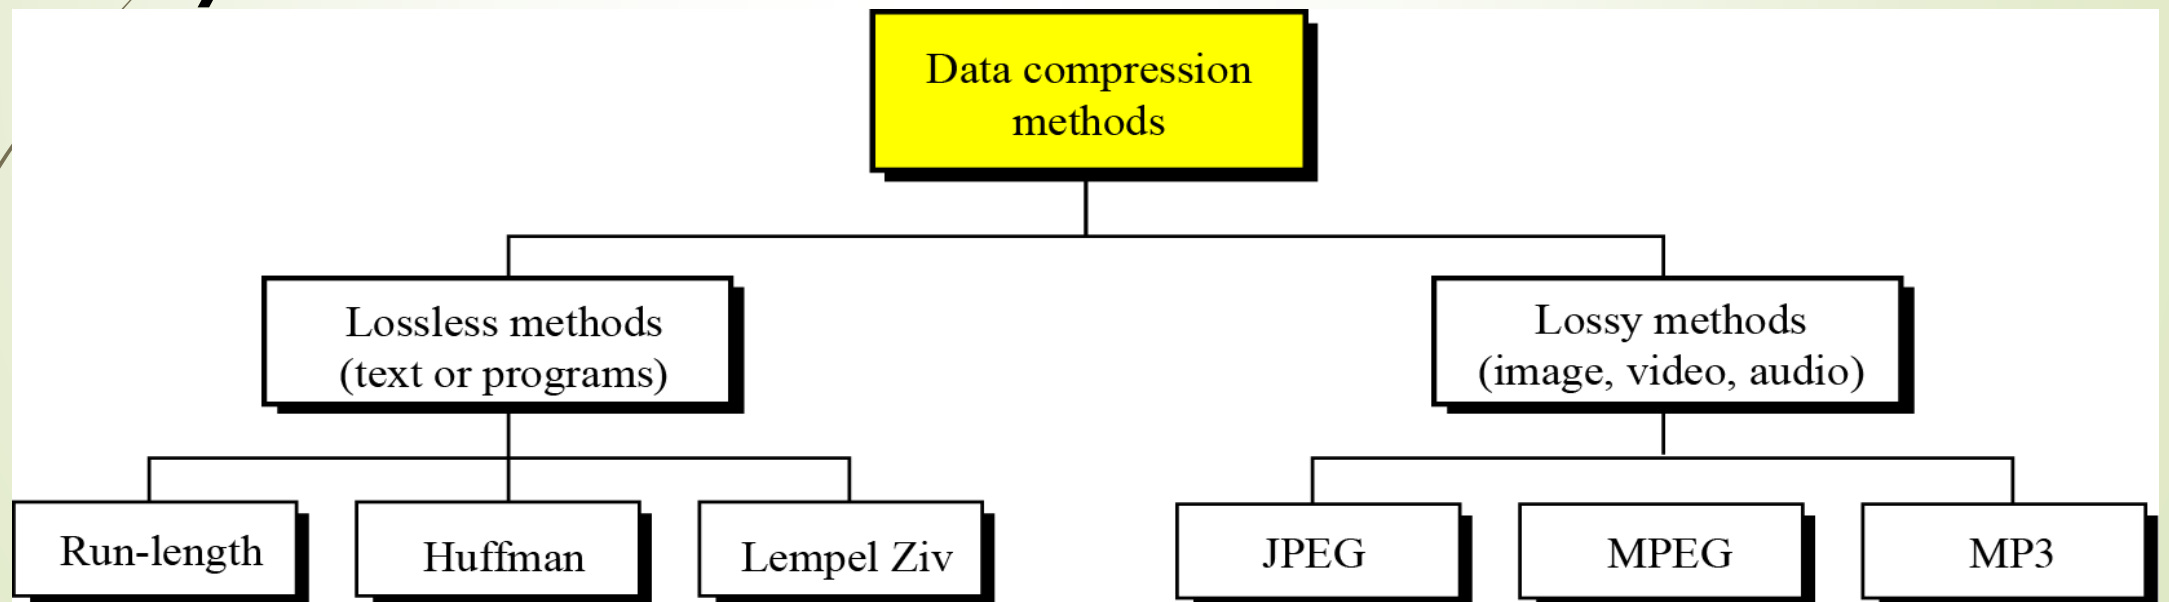 Data compression
methods
Lossless methods
(text or programs)
Lossy methods
(image, video, audio)
Run-length
Huffman
Lempel Ziv
JPEG
MPEG
MP3